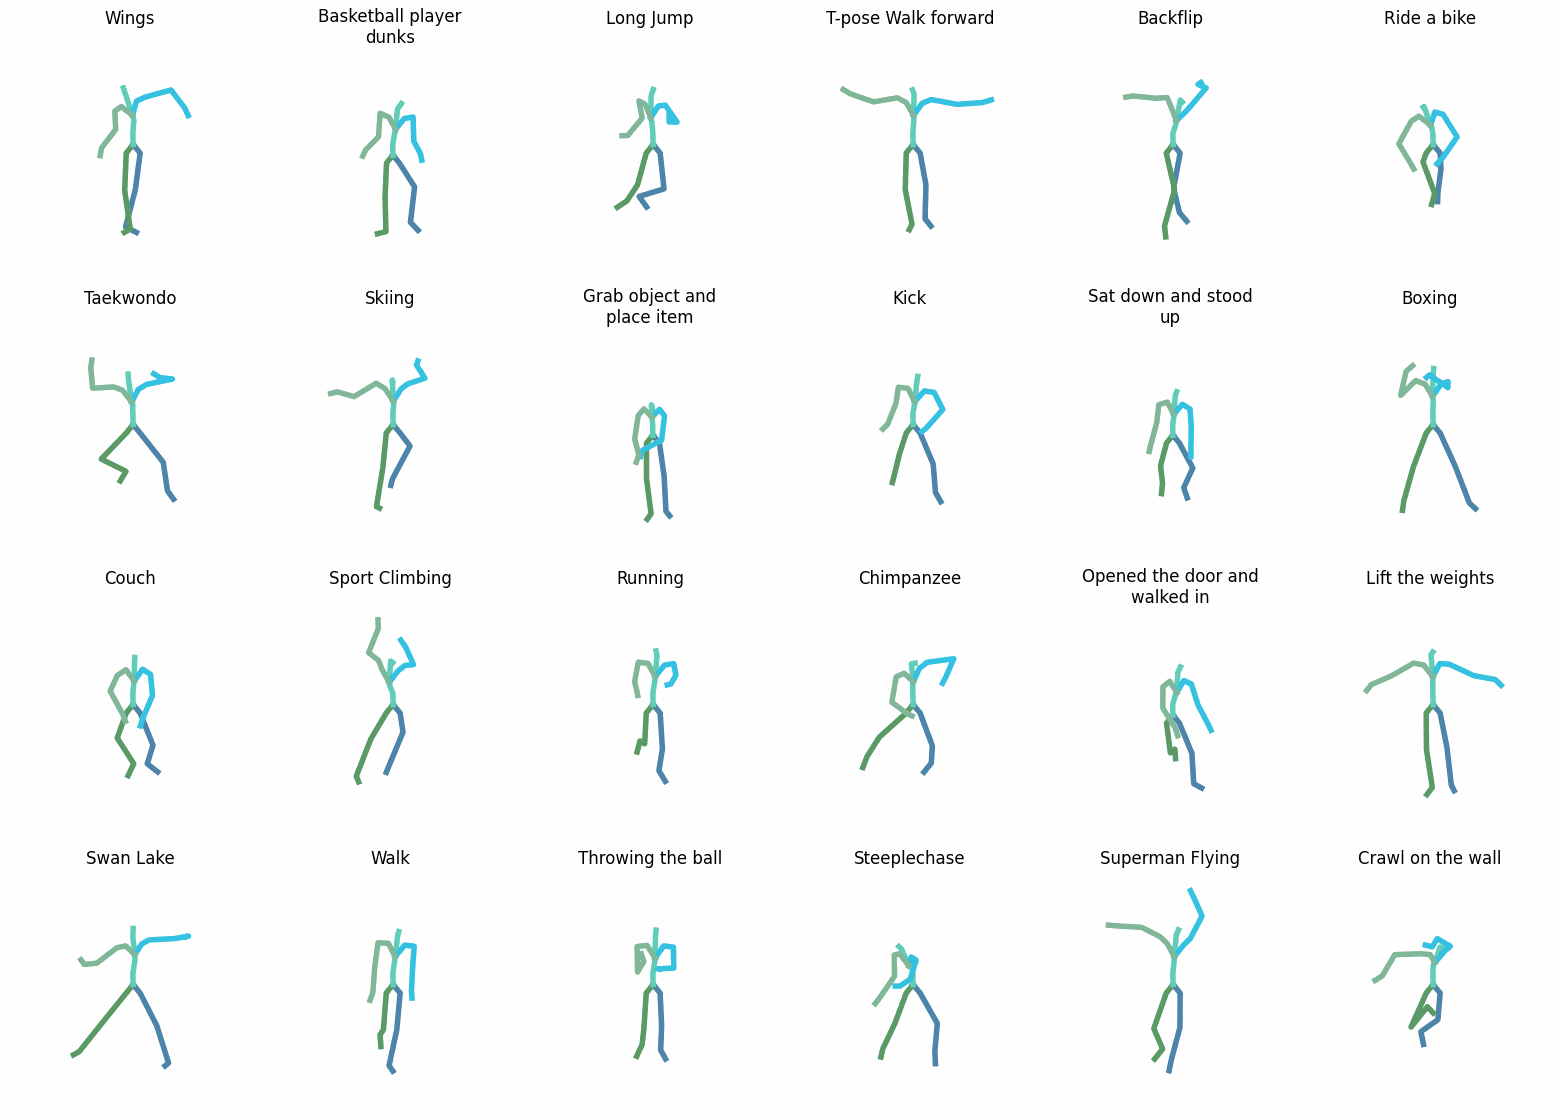 Wings
Basketball player
dunks
Long Jump
T-pose Walk forward
Backflip
Ride a bike
Taekwondo
Skiing
Grab object and
place item
Kick
Sat down and stood
up
Boxing
Couch
Sport Climbing
Running
Chimpanzee
Opened the door and
walked in
Lift the weights
Swan Lake
Walk
Throwing the ball
Steeplechase
Superman Flying
Crawl on the wall